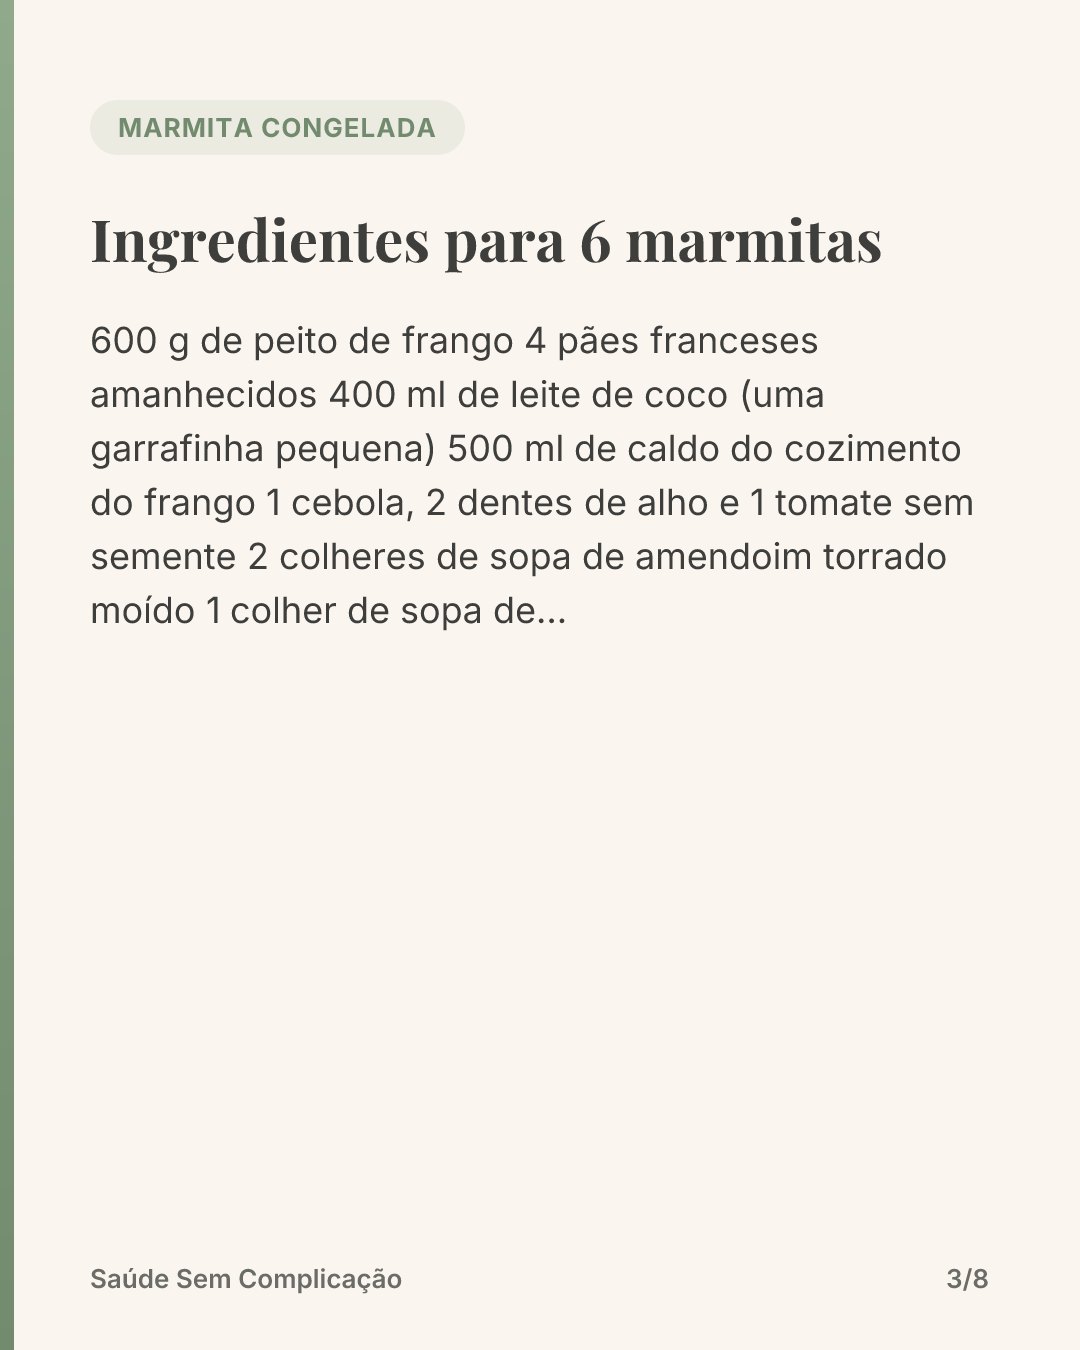 MARMITA CONGELADA
Ingredientes para 6 marmitas
600 g de peito de frango 4 pães franceses
amanhecidos 400 ml de leite de coco (uma
garrafinha pequena) 500 ml de caldo do cozimento
do frango 1 cebola, 2 dentes de alho e 1 tomate sem
semente 2 colheres de sopa de amendoim torrado
moído 1 colher de sopa de...
Saúde Sem Complicação
3/8